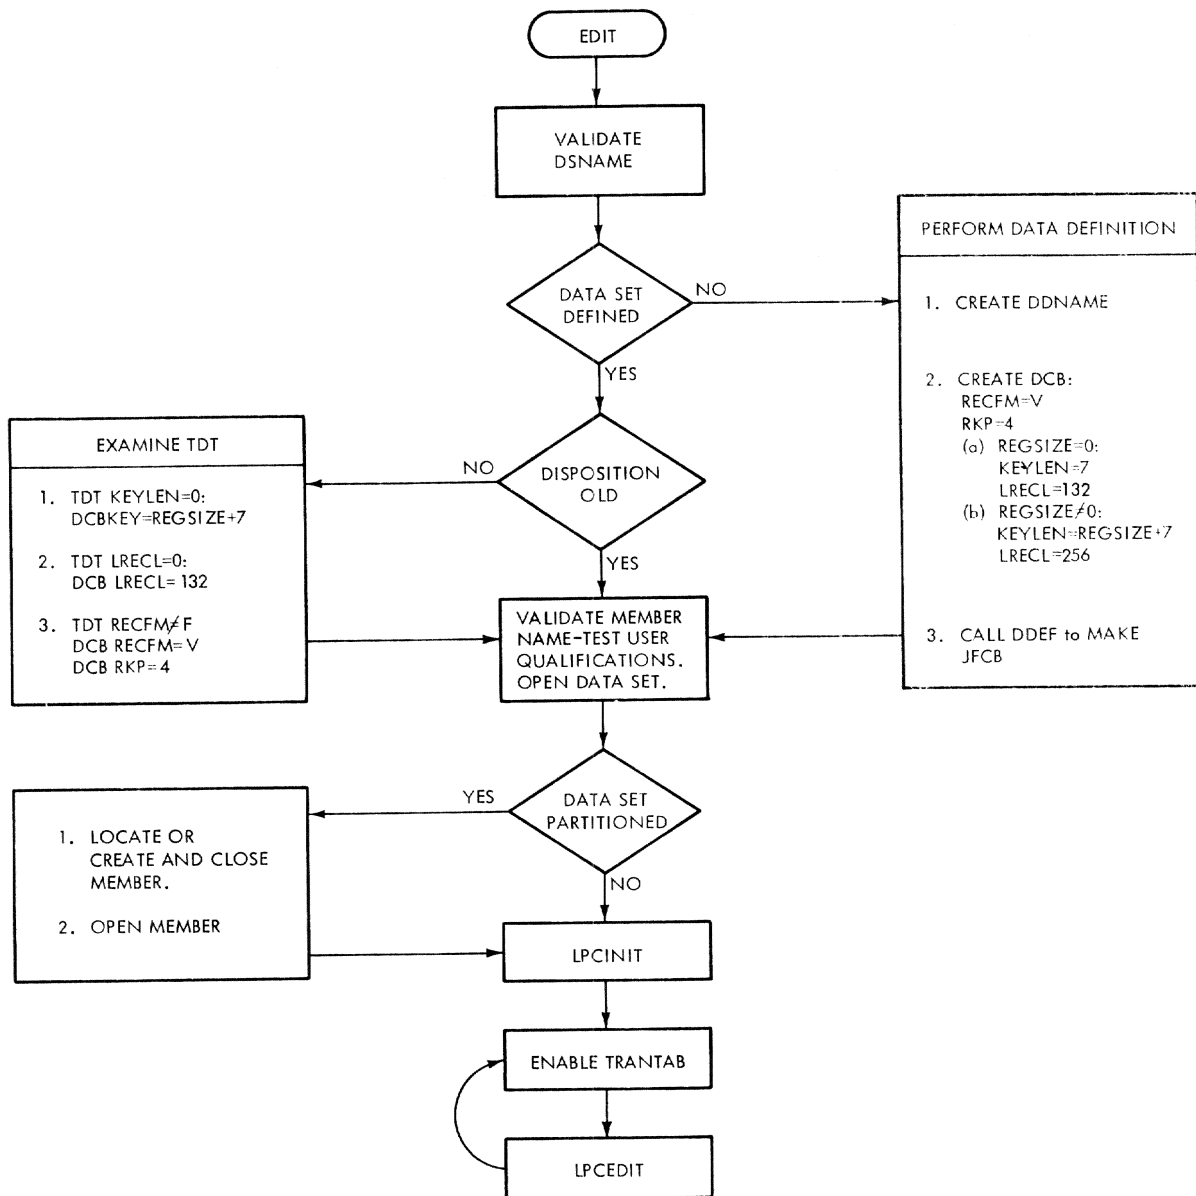 EDIT
VALIDATE
DSNAME
DATA SET
DEFINED
NO
YES
PERFORM DATA DEFINITION
1. CREATE DDNAME
2. CREATE DCB:
RECFM=V
RKP=4
(a) REGSIZE=0:
KEYLEN=7
LRECL=132
(b) REGSIZE≠0:
KEYLEN=REGSIZE+7
LRECL=256
3. CALL DDEF to MAKE
JFCB
DISPOSITION
OLD
NO
YES
EXAMINE TDT
1. TDT KEYLEN=0:
DCBKEY=REGSIZE+7
2. TDT LRECL=0:
DCB LRECL=132
3. TDT RECFM≠F
DCB RECFM=V
DCB RKP=4
VALIDATE MEMBER
NAME-TEST USER
QUALIFICATIONS.
OPEN DATA SET.
DATA SET
PARTITIONED
YES
NO
1. LOCATE OR
CREATE AND CLOSE
MEMBER.
2. OPEN MEMBER
LPCINIT
ENABLE TRANTAB
LPCEDIT